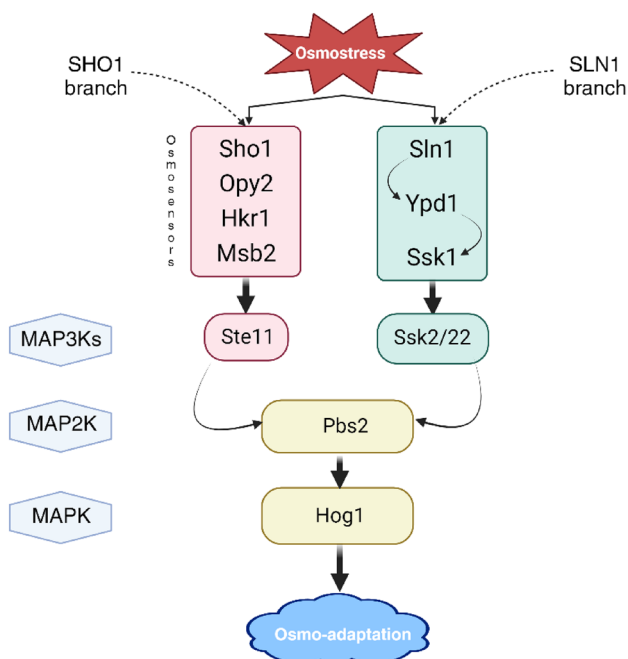 Osmostress
SHO1
branch
SLN1
branch
Osmosensors
Sho1
Opy2
Hkr1
Msb2
Sln1
Ypd1
Ssk1
MAP3Ks
Ste11
Ssk2/22
MAP2K
Pbs2
MAPK
Hog1
Osmo-adaptation